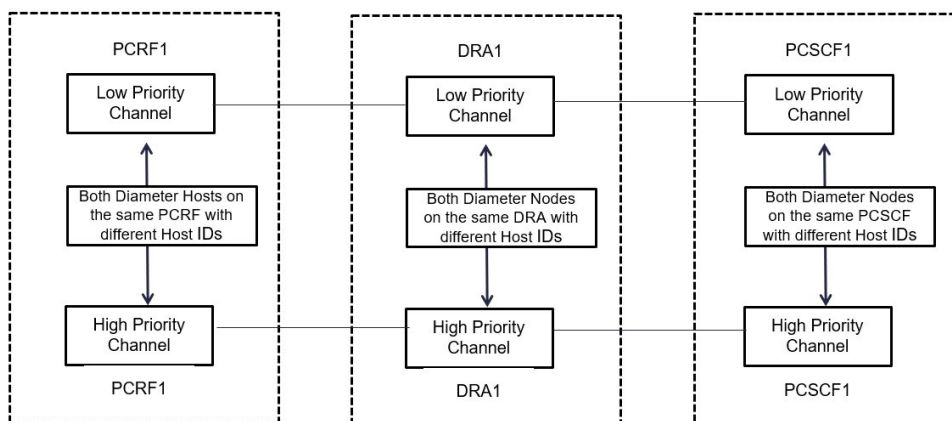 PCRF1
DRA1
PCSCF1
Low Priority
Channel
Low Priority
Channel
Low Priority
Channel
Both Diameter Hosts on
the same PCRF with
different Host IDs
Both Diameter Nodes
on the same DRA with
different Host IDs
Both Diameter Nodes
on the same PCSCF
with different Host IDs
High Priority
Channel
High Priority
Channel
High Priority
Channel
PCRF1
DRA1
PCSCF1